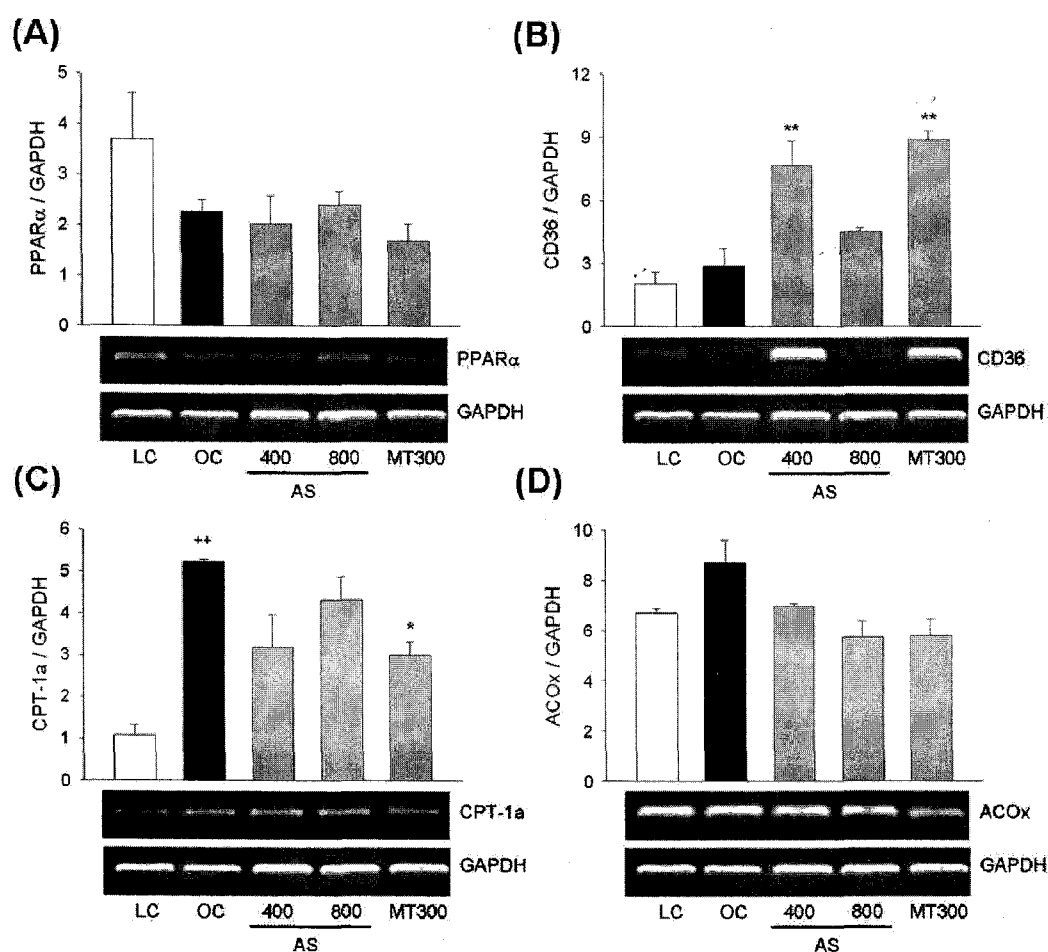 (A)
PPARα / GAPDH
5
4
3
2
1
0
PPARα
GAPDH
LC OC 400 800 MT300
AS
(B)
CD36 / GAPDH
12
9
6
3
0
**
**
CD36
GAPDH
LC OC 400 800 MT300
AS
(C)
CPT-1a / GAPDH
6
5
4
3
2
1
0
++
*
CPT-1a
GAPDH
LC OC 400 800 MT300
AS
(D)
ACOx / GAPDH
10
8
6
4
2
0
ACOx
GAPDH
LC OC 400 800 MT300
AS